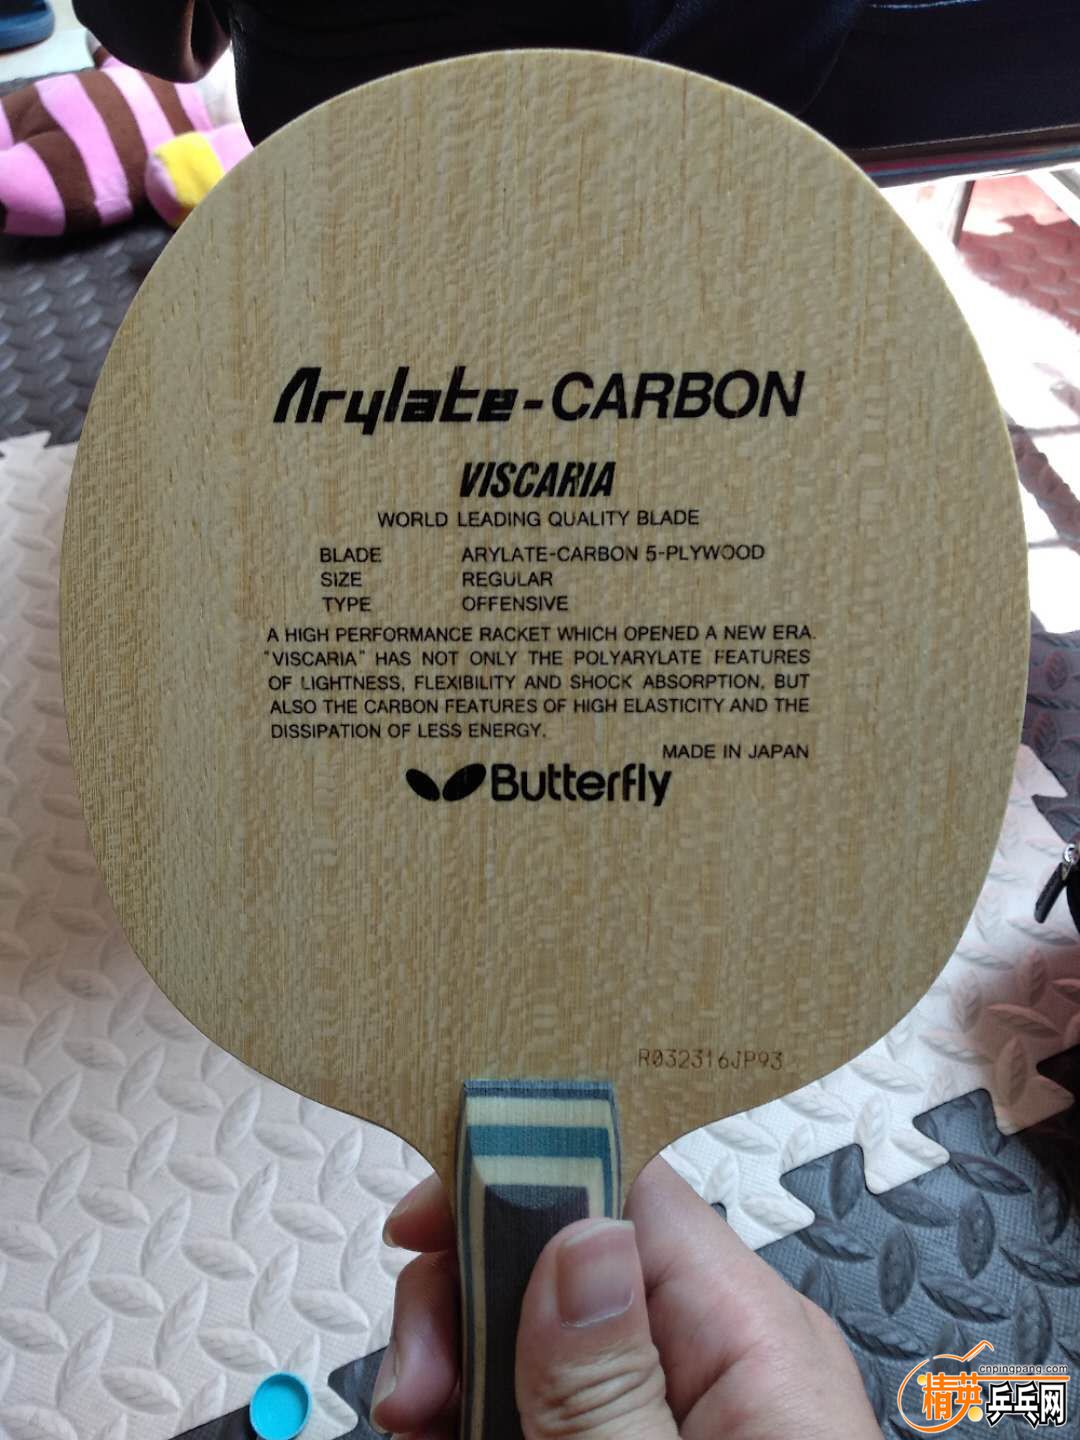 Arylate-CARBON
VISCARIA
WORLD LEADING QUALITY BLADE
BLADE ARYLATE-CARBON 5-PLYWOOD
SIZE REGULAR
TYPE OFFENSIVE
A HIGH PERFORMANCE RACKET WHICH OPENED A NEW ERA.
"VISCARIA" HAS NOT ONLY THE POLYARYLATE FEATURES
OF LIGHTNESS, FLEXIBILITY AND SHOCK ABSORPTION, BUT
ALSO THE CARBON FEATURES OF HIGH ELASTICITY AND THE
DISSIPATION OF LESS ENERGY.
MADE IN JAPAN
Butterfly
R032316JP93
cnpingpang.com
精英乒乓网